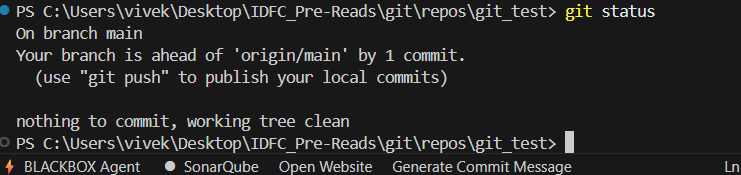 PS C:\Users\vivek\Desktop\IDFC_Pre-Reads\git\repos\git_test> git status
On branch main
Your branch is ahead of 'origin/main' by 1 commit.
  (use "git push" to publish your local commits)

nothing to commit, working tree clean
PS C:\Users\vivek\Desktop\IDFC_Pre-Reads\git\repos\git_test>
BLACKBOX Agent SonarQube Open Website Generate Commit Message Ln